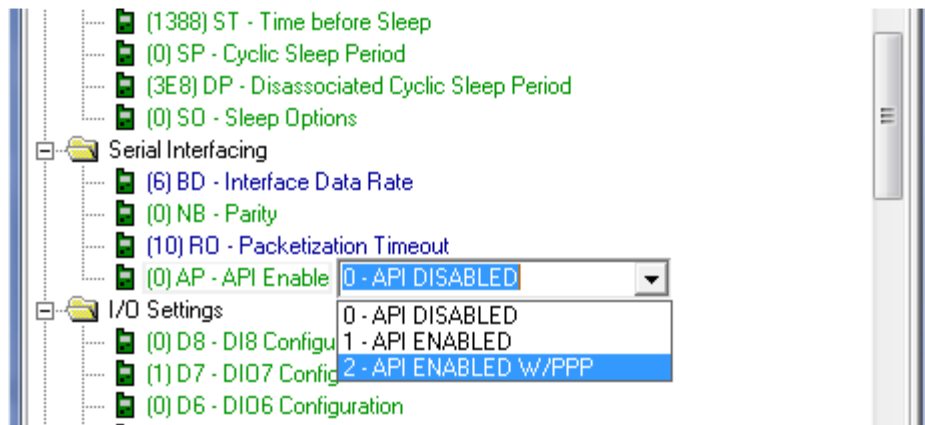 (1388) ST - Time before Sleep
(0) SP - Cyclic Sleep Period
(3E8) DP - Disassociated Cyclic Sleep Period
(0) SO - Sleep Options
Serial Interfacing
(6) BD - Interface Data Rate
(0) NB - Parity
(10) RO - Packetization Timeout
(0) AP - API Enable 0 - API DISABLED
I/O Settings
0 - API DISABLED
(0) D8 - DI8 Configu
1 - API ENABLED
(1) D7 - DIO7 Config
2 - API ENABLED W/PPP
(0) D6 - DIO6 Configuration